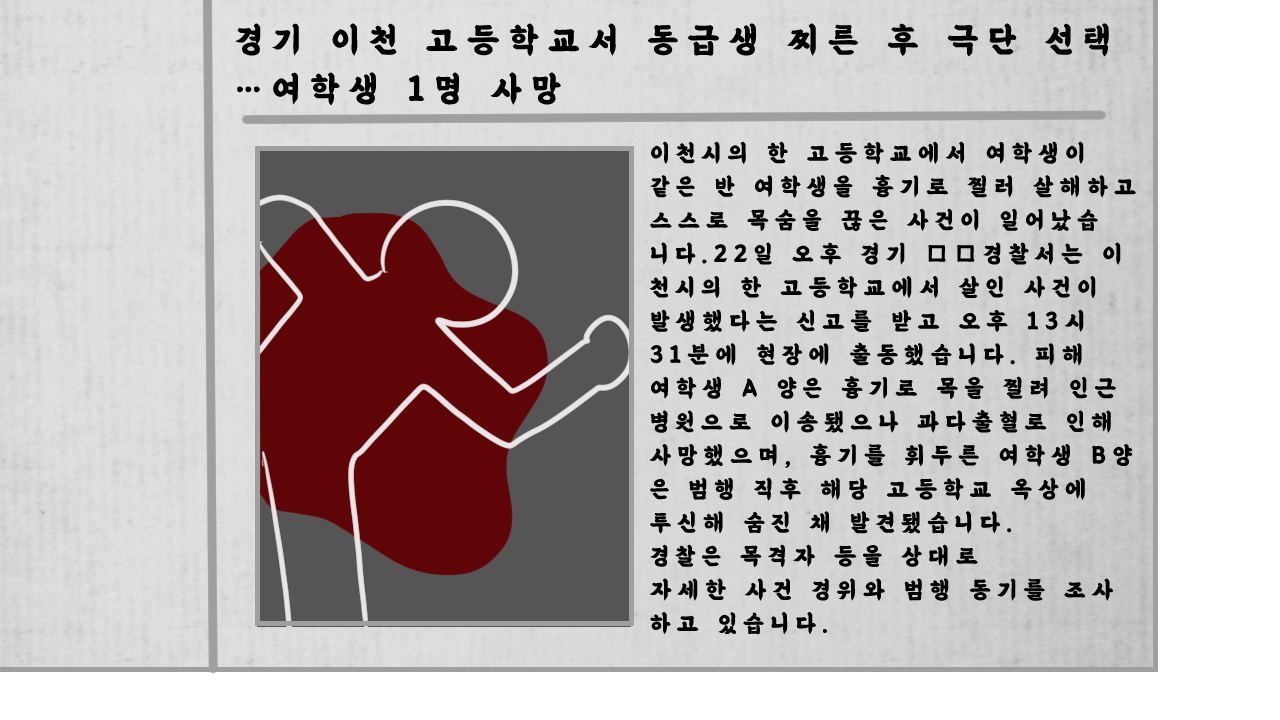 경기 이천 고등학교서 동급생 찌른 후 극단 선택
…여학생 1명 사망
이천시의 한 고등학교에서 여학생이
같은 반 여학생을 흉기로 찔러 살해하고
스스로 목숨을 끊은 사건이 일어났습
니다.22일 오후 경기 □□경찰서는 이
천시의 한 고등학교에서 살인 사건이
발생했다는 신고를 받고 오후 13시
31분에 현장에 출동했습니다. 피해
여학생 A 양은 흉기로 목을 찔려 인근
병원으로 이송됐으나 과다출혈로 인해
사망했으며, 흉기를 휘두른 여학생 B양
은 범행 직후 해당 고등학교 옥상에
투신해 숨진 채 발견됐습니다.
경찰은 목격자 등을 상대로
자세한 사건 경위와 범행 동기를 조사
하고 있습니다.